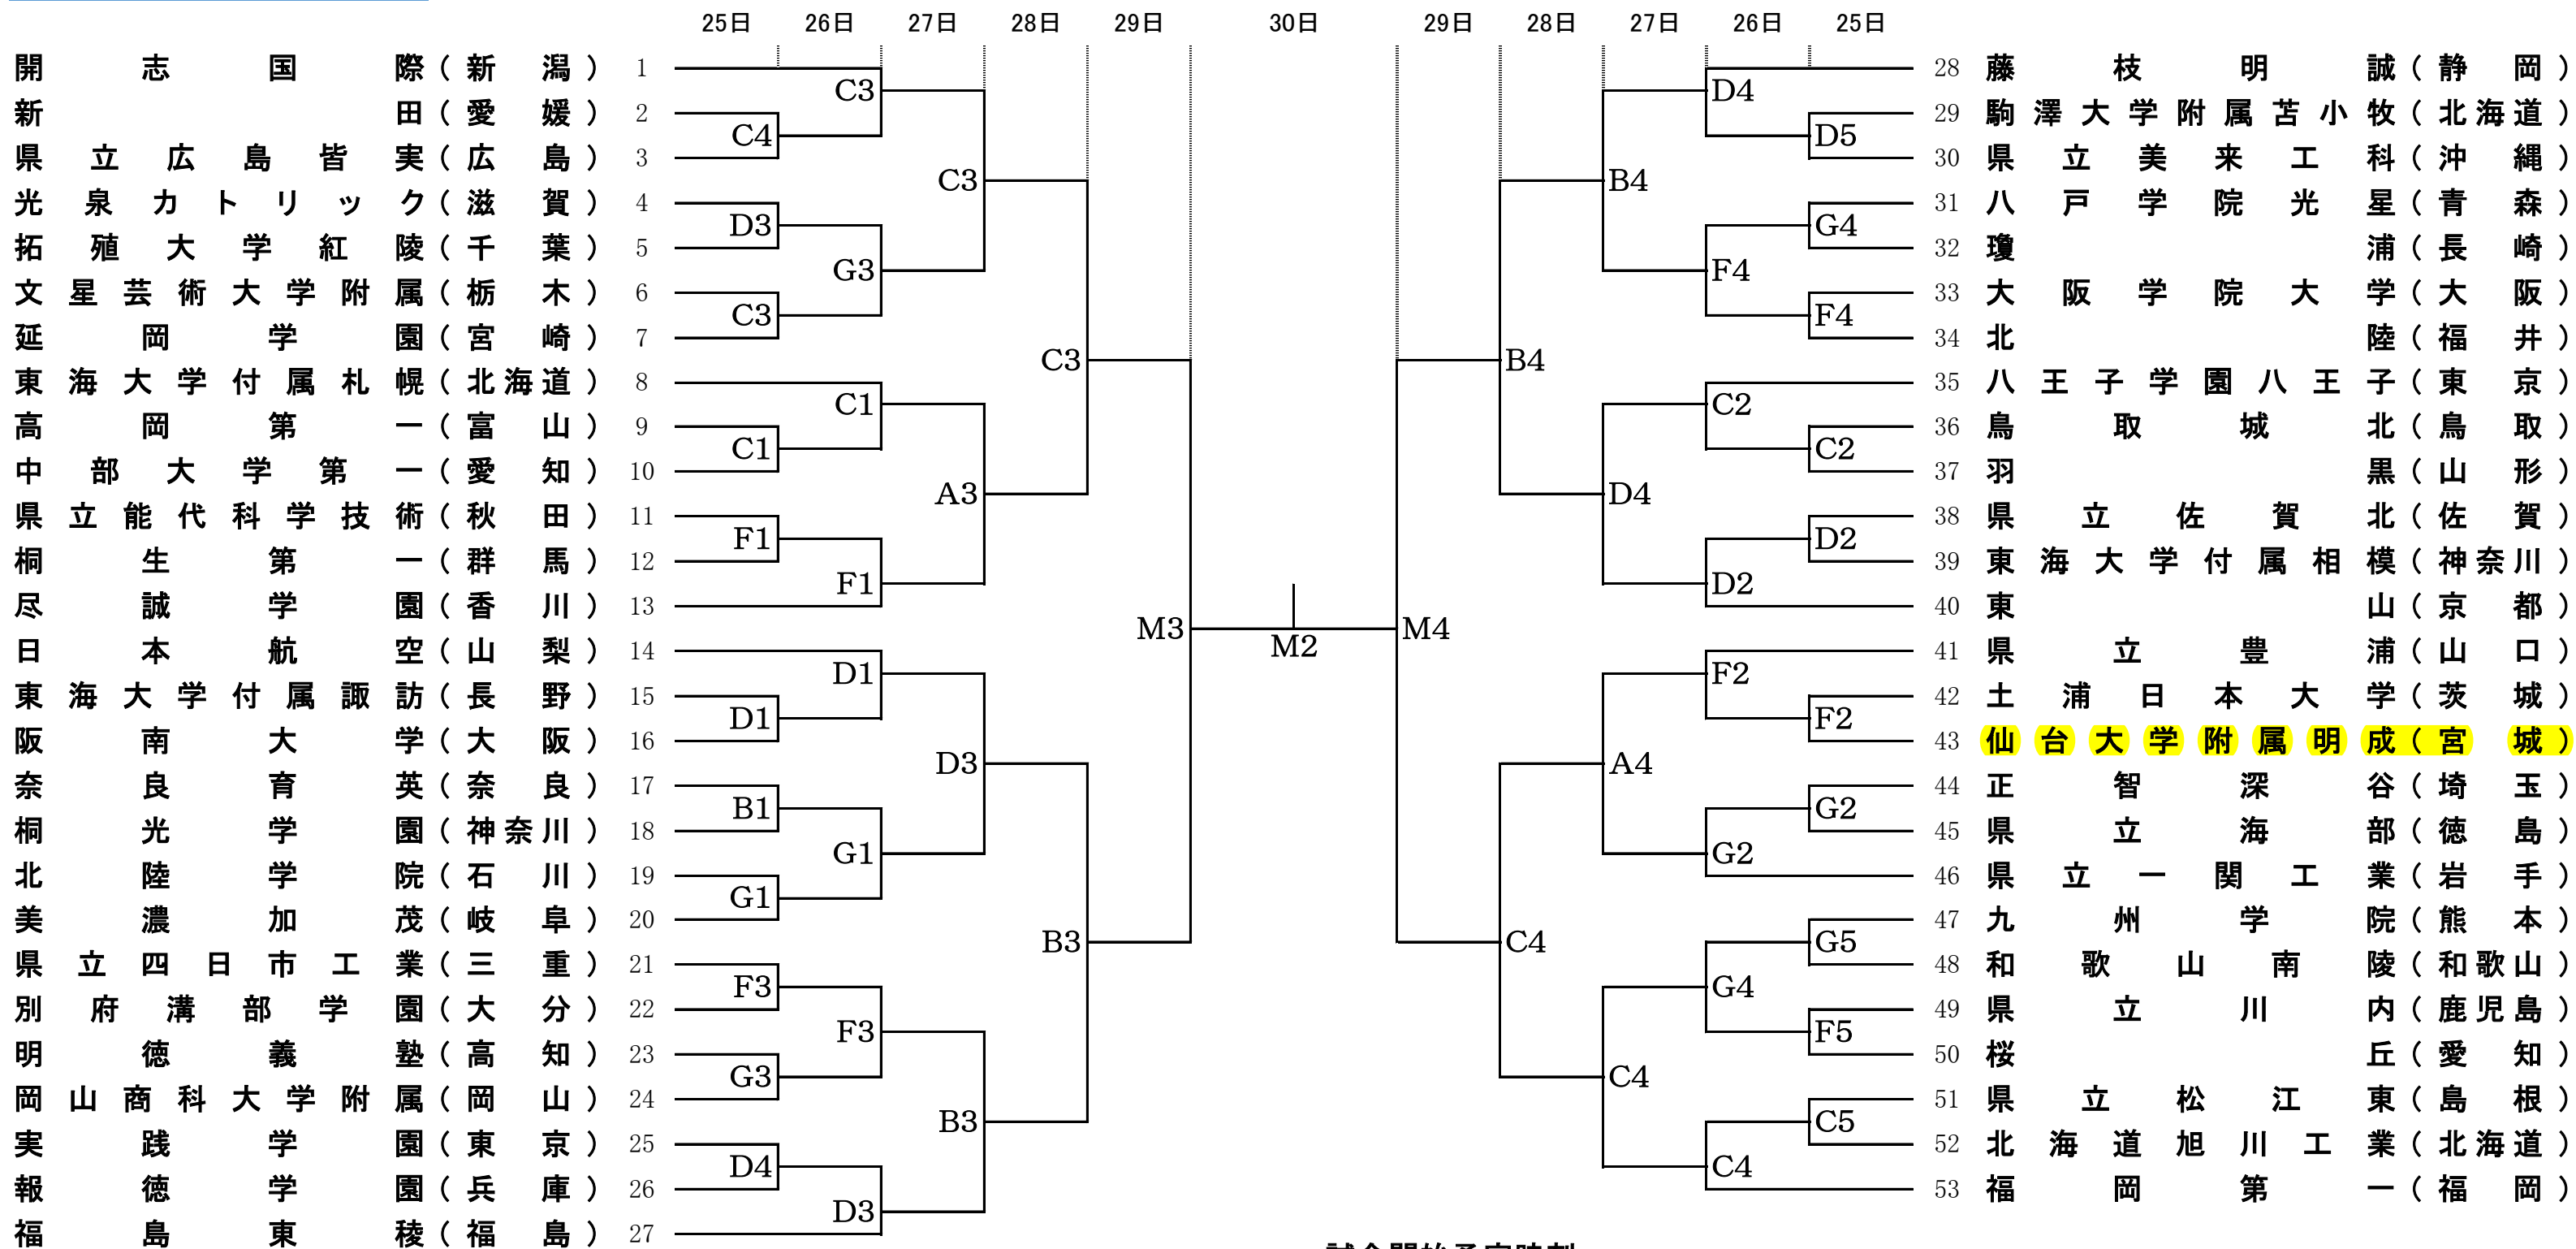 25日 26日 27日 28日 29日 30日 29日 28日 27日 26日 25日
開志国際(新潟) 1
新田(愛媛) 2
県立広島皆実(広島) 3
光泉カトリック(滋賀) 4
拓殖大学紅陵(千葉) 5
文星芸術大学附属(栃木) 6
延岡学園(宮崎) 7
東海大学付属札幌(北海道) 8
高岡第一(富山) 9
中部大学第一(愛知) 10
県立能代科学技術(秋田) 11
桐生第一(群馬) 12
尽誠学園(香川) 13
日本航空(山梨) 14
東海大学付属諏訪(長野) 15
阪南大学(大阪) 16
奈良育英(奈良) 17
桐光学園(神奈川) 18
北陸学院(石川) 19
美濃加茂(岐阜) 20
県立四日市工業(三重) 21
別府溝部学園(大分) 22
明徳義塾(高知) 23
岡山商科大学附属(岡山) 24
実践学園(東京) 25
報徳学園(兵庫) 26
福島東稜(福島) 27
C4
D3
C3
C1
F1
D1
B1
G1
F3
G3
D4
C3
G3
C1
F1
D1
G1
F3
D3
C3
A3
D3
B3
C3
B3
M3
M2
M4
B4
C4
B4
D4
A4
C4
D4
F4
C2
D2
F2
G2
G4
C4
D5
G4
F4
C2
D2
F2
G2
G5
F5
C5
28 藤枝明誠(静岡)
29 駒澤大学附属苫小牧(北海道)
30 県立美来工科(沖縄)
31 八戸学院光星(青森)
32 瓊浦(長崎)
33 大阪学院大学(大阪)
34 北陸(福井)
35 八王子学園八王子(東京)
36 鳥取城北(鳥取)
37 羽黒(山形)
38 県立佐賀北(佐賀)
39 東海大学付属相模(神奈川)
40 東山(京都)
41 県立豊浦(山口)
42 土浦日本大学(茨城)
43 仙台大学附属明成(宮城)
44 正智深谷(埼玉)
45 県立海部(徳島)
46 県立一関工業(岩手)
47 九州学院(熊本)
48 和歌山南陵(和歌山)
49 県立川内(鹿児島)
50 桜丘(愛知)
51 県立松江東(島根)
52 北海道旭川工業(北海道)
53 福岡第一(福岡)